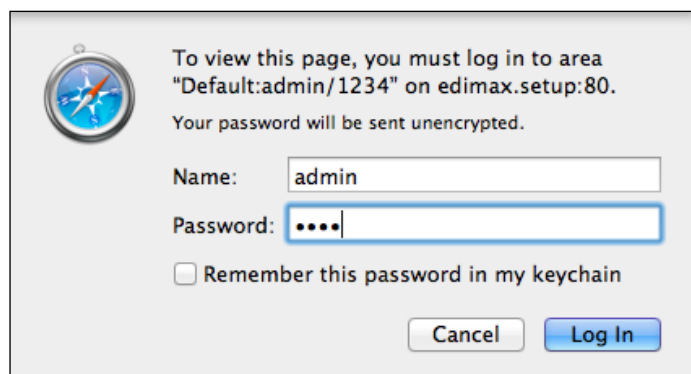 To view this page, you must log in to area
“Default:admin/1234” on edimax.setup:80.
Your password will be sent unencrypted.
Name: admin
Password: ••••
Remember this password in my keychain
Cancel Log In